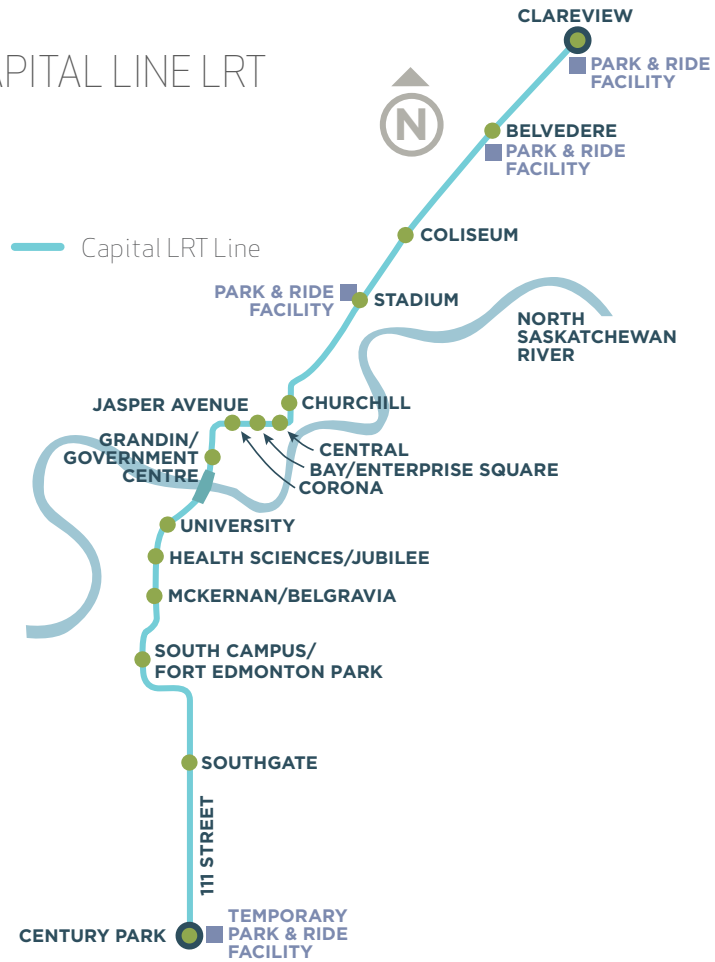 CLAREVIEW
APITAL LINE LRT
PARK & RIDE
FACILITY
N
BELVEDERE
PARK & RIDE
FACILITY
COLISEUM
Capital LRT Line
PARK & RIDE
FACILITY
STADIUM
NORTH
SASKATCHEWAN
RIVER
JASPER AVENUE
CHURCHILL
GRANDIN/
GOVERNMENT
CENTRE
CENTRAL
BAY/ENTERPRISE SQUARE
CORONA
UNIVERSITY
HEALTH SCIENCES/JUBILEE
MCKERNAN/BELGRAVIA
SOUTH CAMPUS/
FORT EDMONTON PARK
SOUTHGATE
111 STREET
CENTURY PARK
TEMPORARY
PARK & RIDE
FACILITY